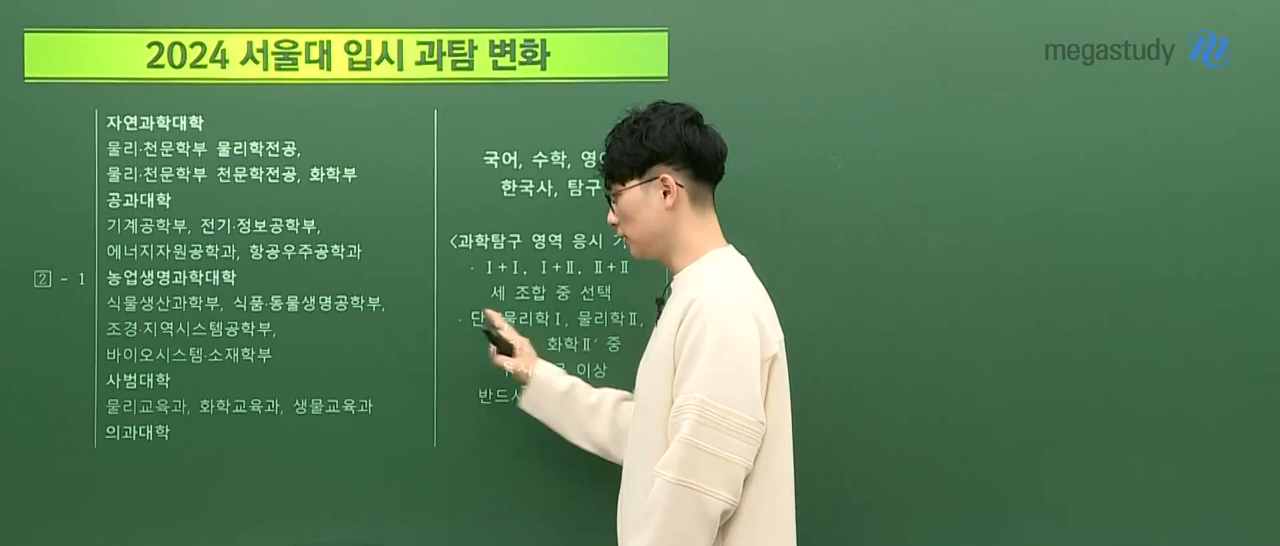 2024 서울대 입시 과탐 변화
megastudy
자연과학대학
물리·천문학부 물리학전공,
물리·천문학부 천문학전공, 화학부
공과대학
기계공학부, 전기·정보공학부,
에너지자원공학과, 항공우주공학과
2 - 1
농업생명과학대학
식물생산과학부, 식품·동물생명공학부,
조경·지역시스템공학부,
바이오시스템·소재학부
사범대학
물리교육과, 화학교육과, 생물교육과
의과대학
국어, 수학,
한국사, 탐구
<과학탐구 영역 응시
· Ⅰ+Ⅰ, Ⅰ+Ⅱ, Ⅱ+Ⅱ
세 조합 중 선택
· 물리학Ⅰ, 물리학Ⅱ,
화학Ⅱ' 중
이상